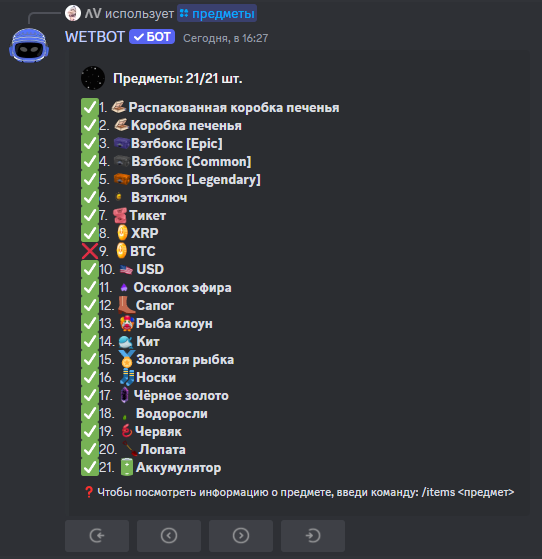 ΛV использует предметы
WETBOT БОТ Сегодня, в 16:27
Предметы: 21/21 шт.
1. Распакованная коробка печенья
2. Коробка печенья
3. Вэтбокс [Epic]
4. Вэтбокс [Common]
5. Вэтбокс [Legendary]
6. Вэтключ
7. Тикет
8. XRP
9. BTC
10. USD
11. Осколок эфира
12. Сапог
13. Рыба клоун
14. Кит
15. Золотая рыбка
16. Носки
17. Чёрное золото
18. Водоросли
19. Червяк
20. Лопата
21. Аккумулятор
❓Чтобы посмотреть информацию о предмете, введи команду: /items <предмет>